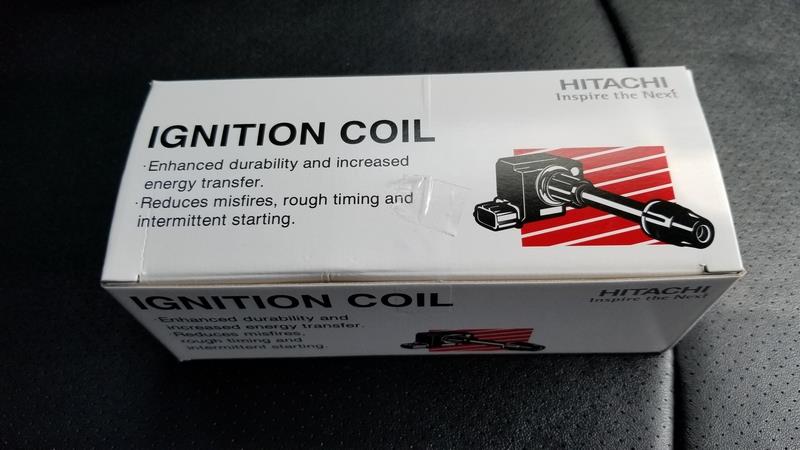 HITACHI
Inspire the Next
IGNITION COIL
·Enhanced durability and increased
energy transfer.
·Reduces misfires, rough timing and
intermittent starting.
IGNITION COIL
HITACHI
Inspire the Next
·Enhanced durability and
increased energy transfer.
·Reduces misfires,
rough timing and
intermittent starting.